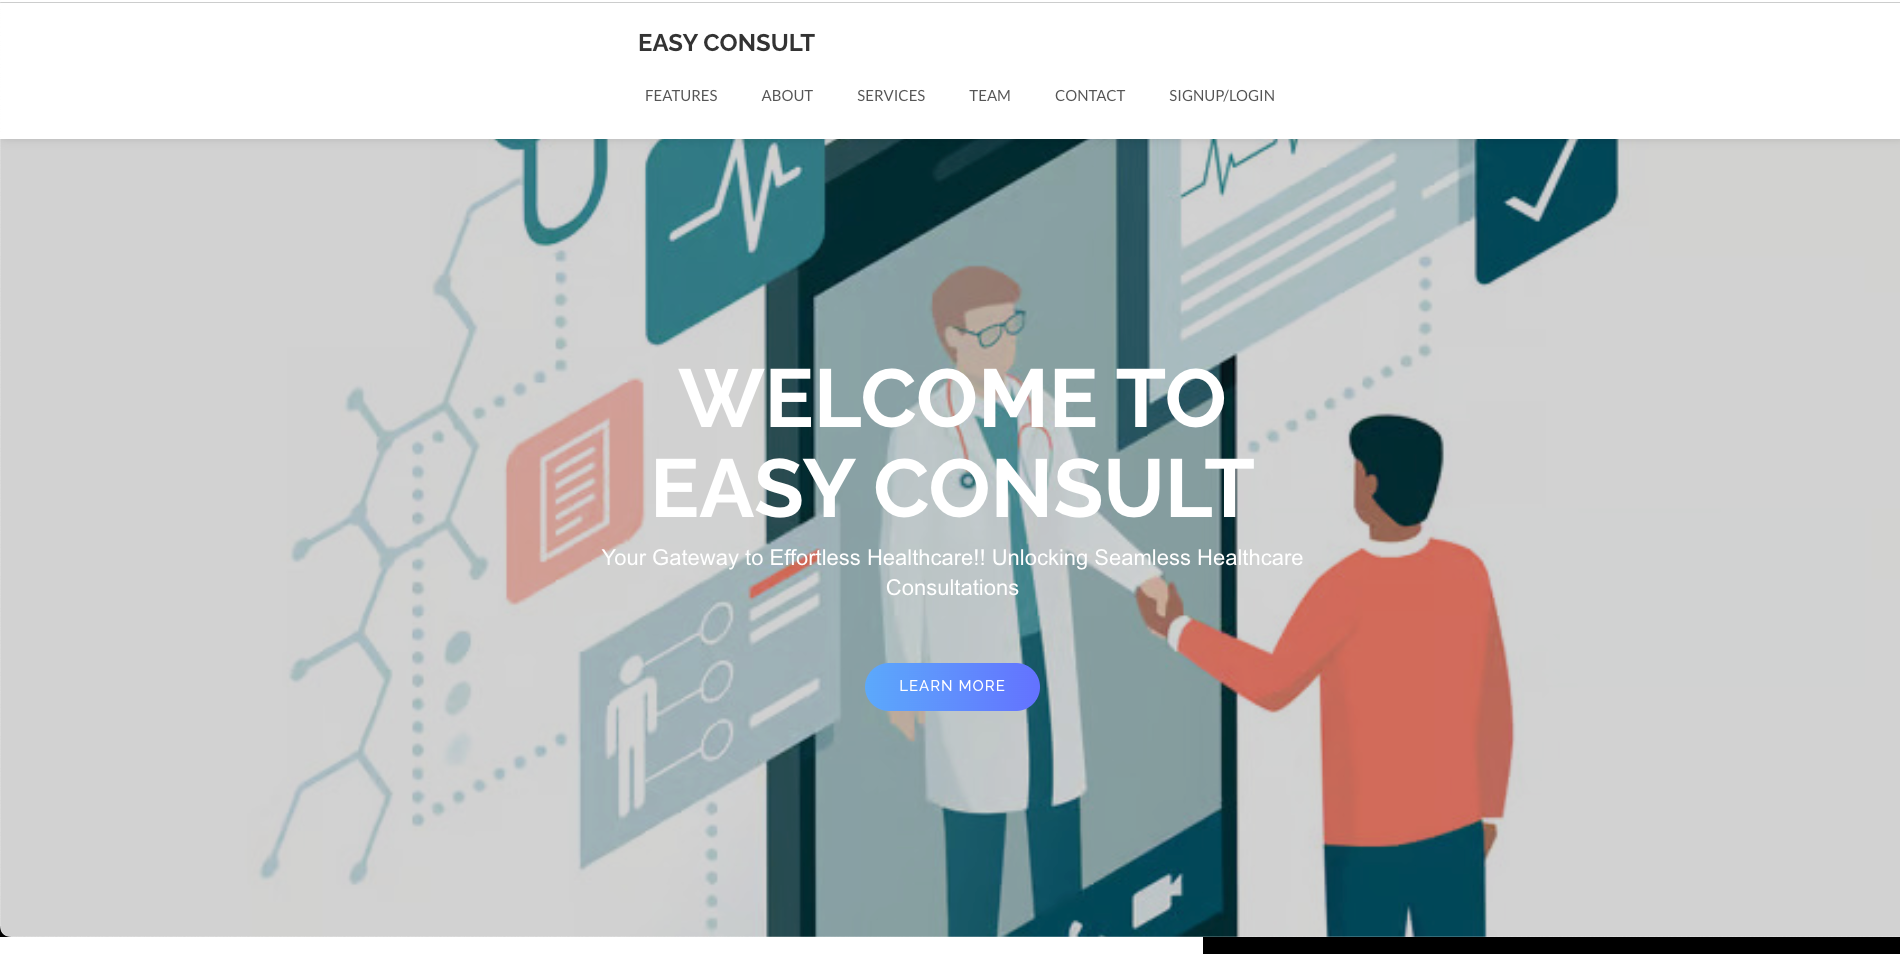 EASY CONSULT
FEATURES ABOUT SERVICES TEAM CONTACT SIGNUP/LOGIN
WELCOME TO
EASY CONSULT
Your Gateway to Effortless Healthcare!! Unlocking Seamless Healthcare
Consultations
LEARN MORE